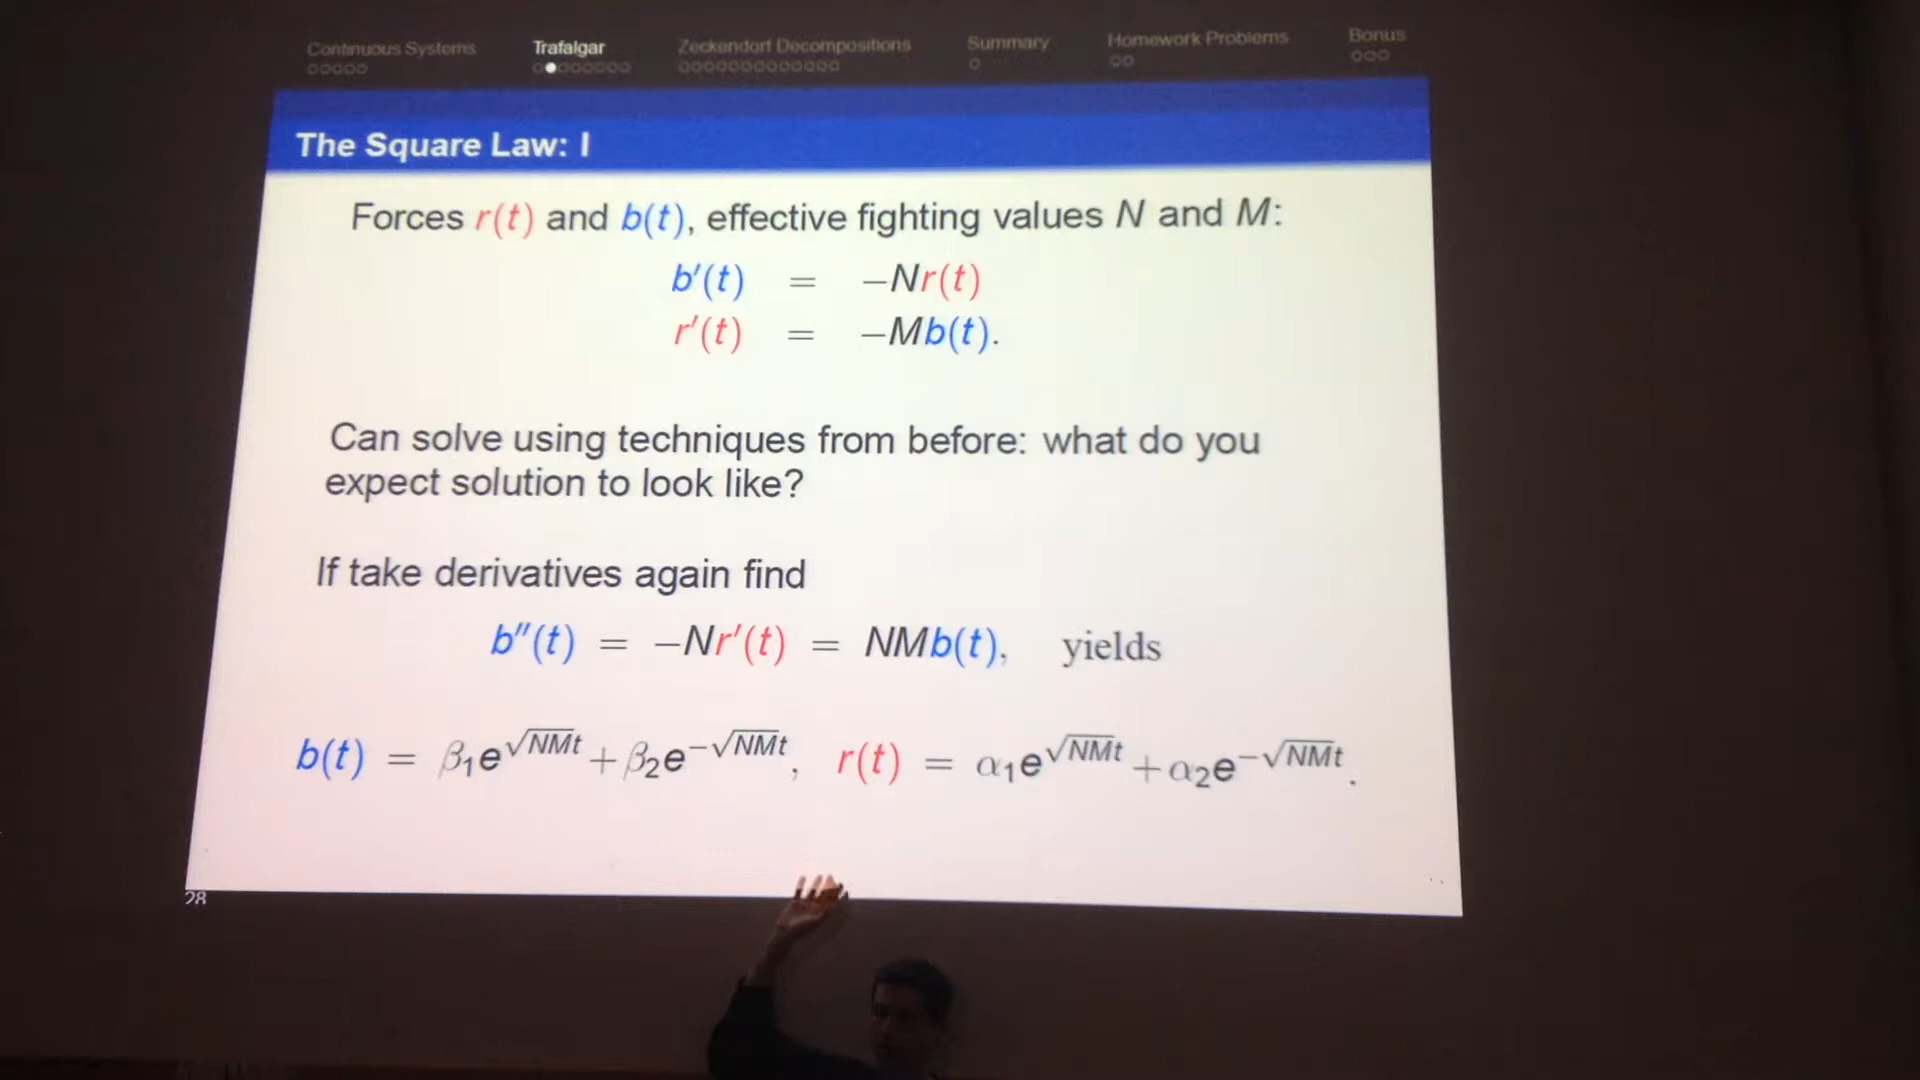 Continuous Systems Trafalgar Zeckendorf Decompositions Summary Homework Problems Bonus
The Square Law: I
Forces r(t) and b(t), effective fighting values N and M:
b′(t) = −Nr(t)
r′(t) = −Mb(t).
Can solve using techniques from before: what do you
expect solution to look like?
If take derivatives again find
b″(t) = −Nr′(t) = NMb(t), yields
b(t) = β₁e^{√NMt} + β₂e^{−√NMt}, r(t) = α₁e^{√NMt} + α₂e^{−√NMt}.
28